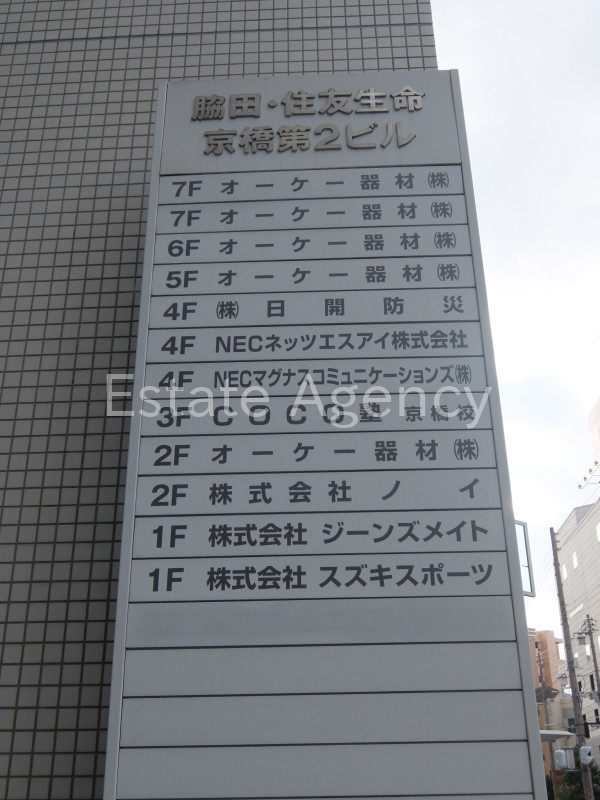 脇田・住友生命
京橋第2ビル
7F オーケー器材㈱
7F オーケー器材㈱
6F オーケー器材㈱
5F オーケー器材㈱
4F ㈱日開防災
4F NECネッツエスアイ株式会社
4F NECマグナスコミュニケーションズ㈱
Estate Agency
3F COCO塾 京橋校
2F オーケー器材㈱
2F 株式会社ノイ
1F 株式会社 ジーンズメイト
1F 株式会社 スズキスポーツ